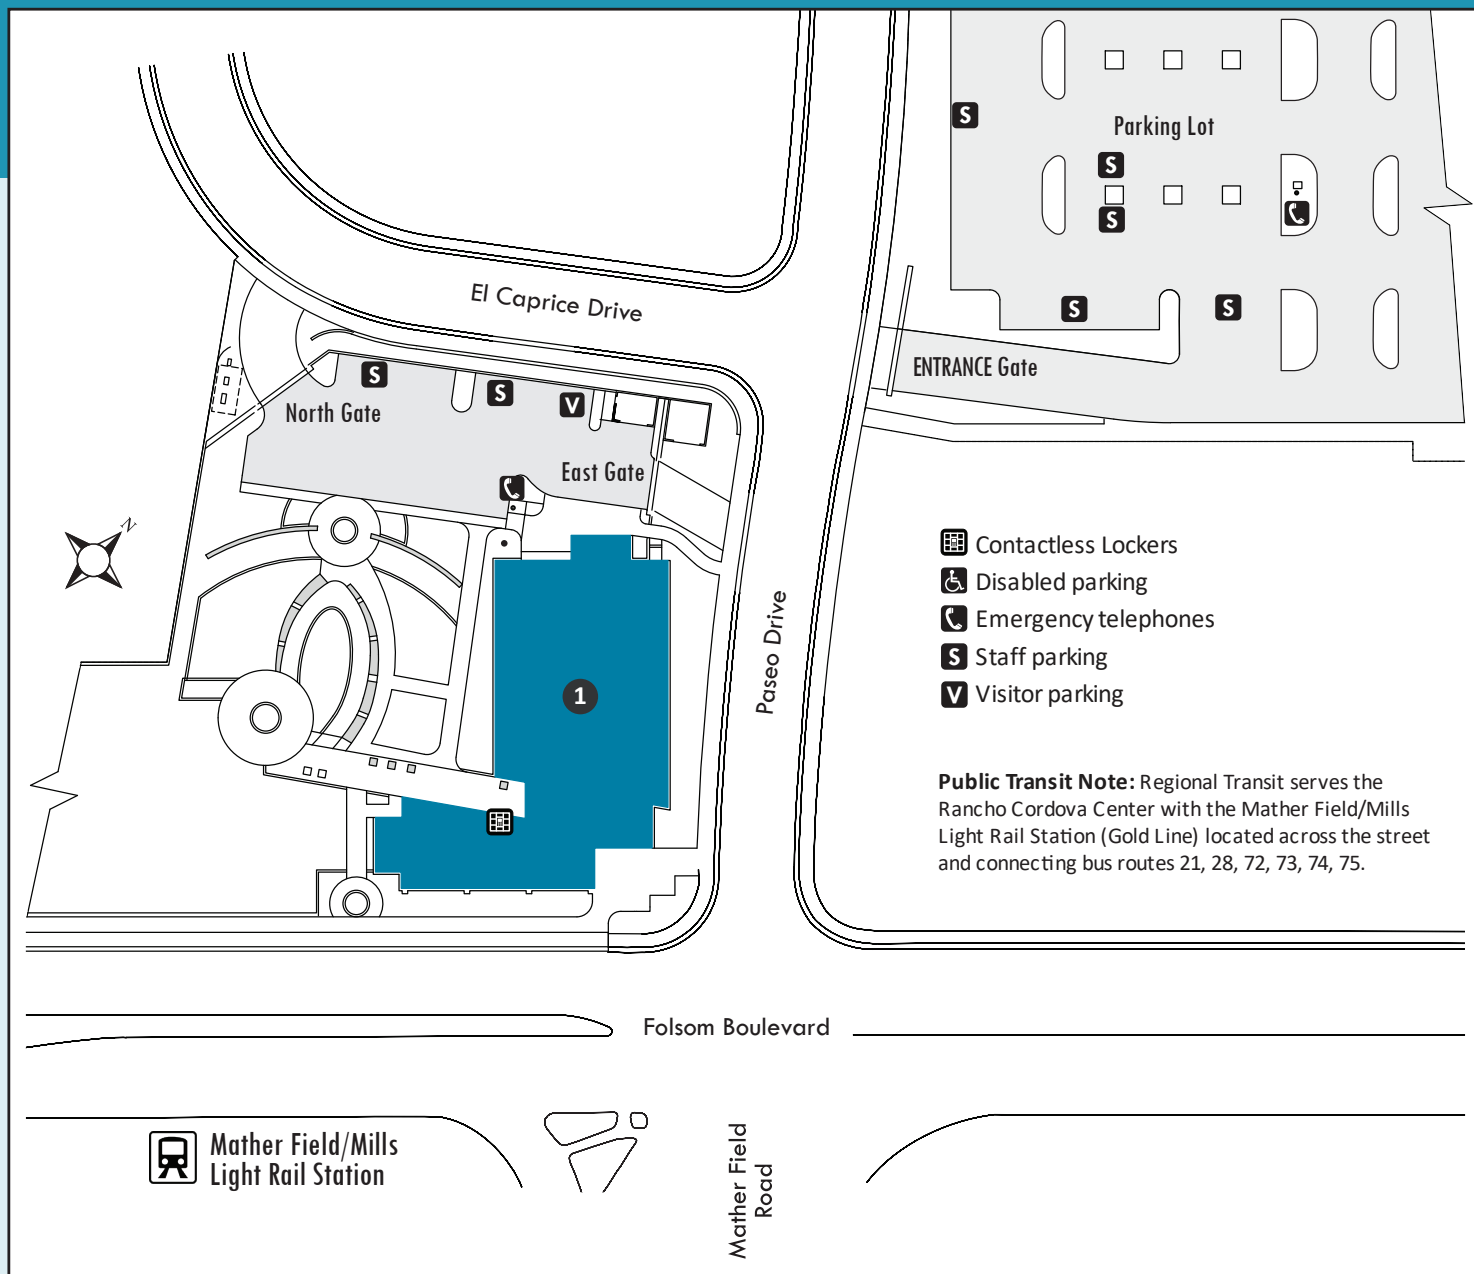 S
Parking Lot
S
S
El Caprice Drive
S
S
ENTRANCE Gate
S
S
V
North Gate
East Gate
N
Contactless Lockers
Disabled parking
Emergency telephones
S Staff parking
V Visitor parking
Paseo Drive
1
Public Transit Note: Regional Transit serves the
Rancho Cordova Center with the Mather Field/Mills
Light Rail Station (Gold Line) located across the street
and connecting bus routes 21, 28, 72, 73, 74, 75.
Folsom Boulevard
Mather Field/Mills
Light Rail Station
Mather Field
Road